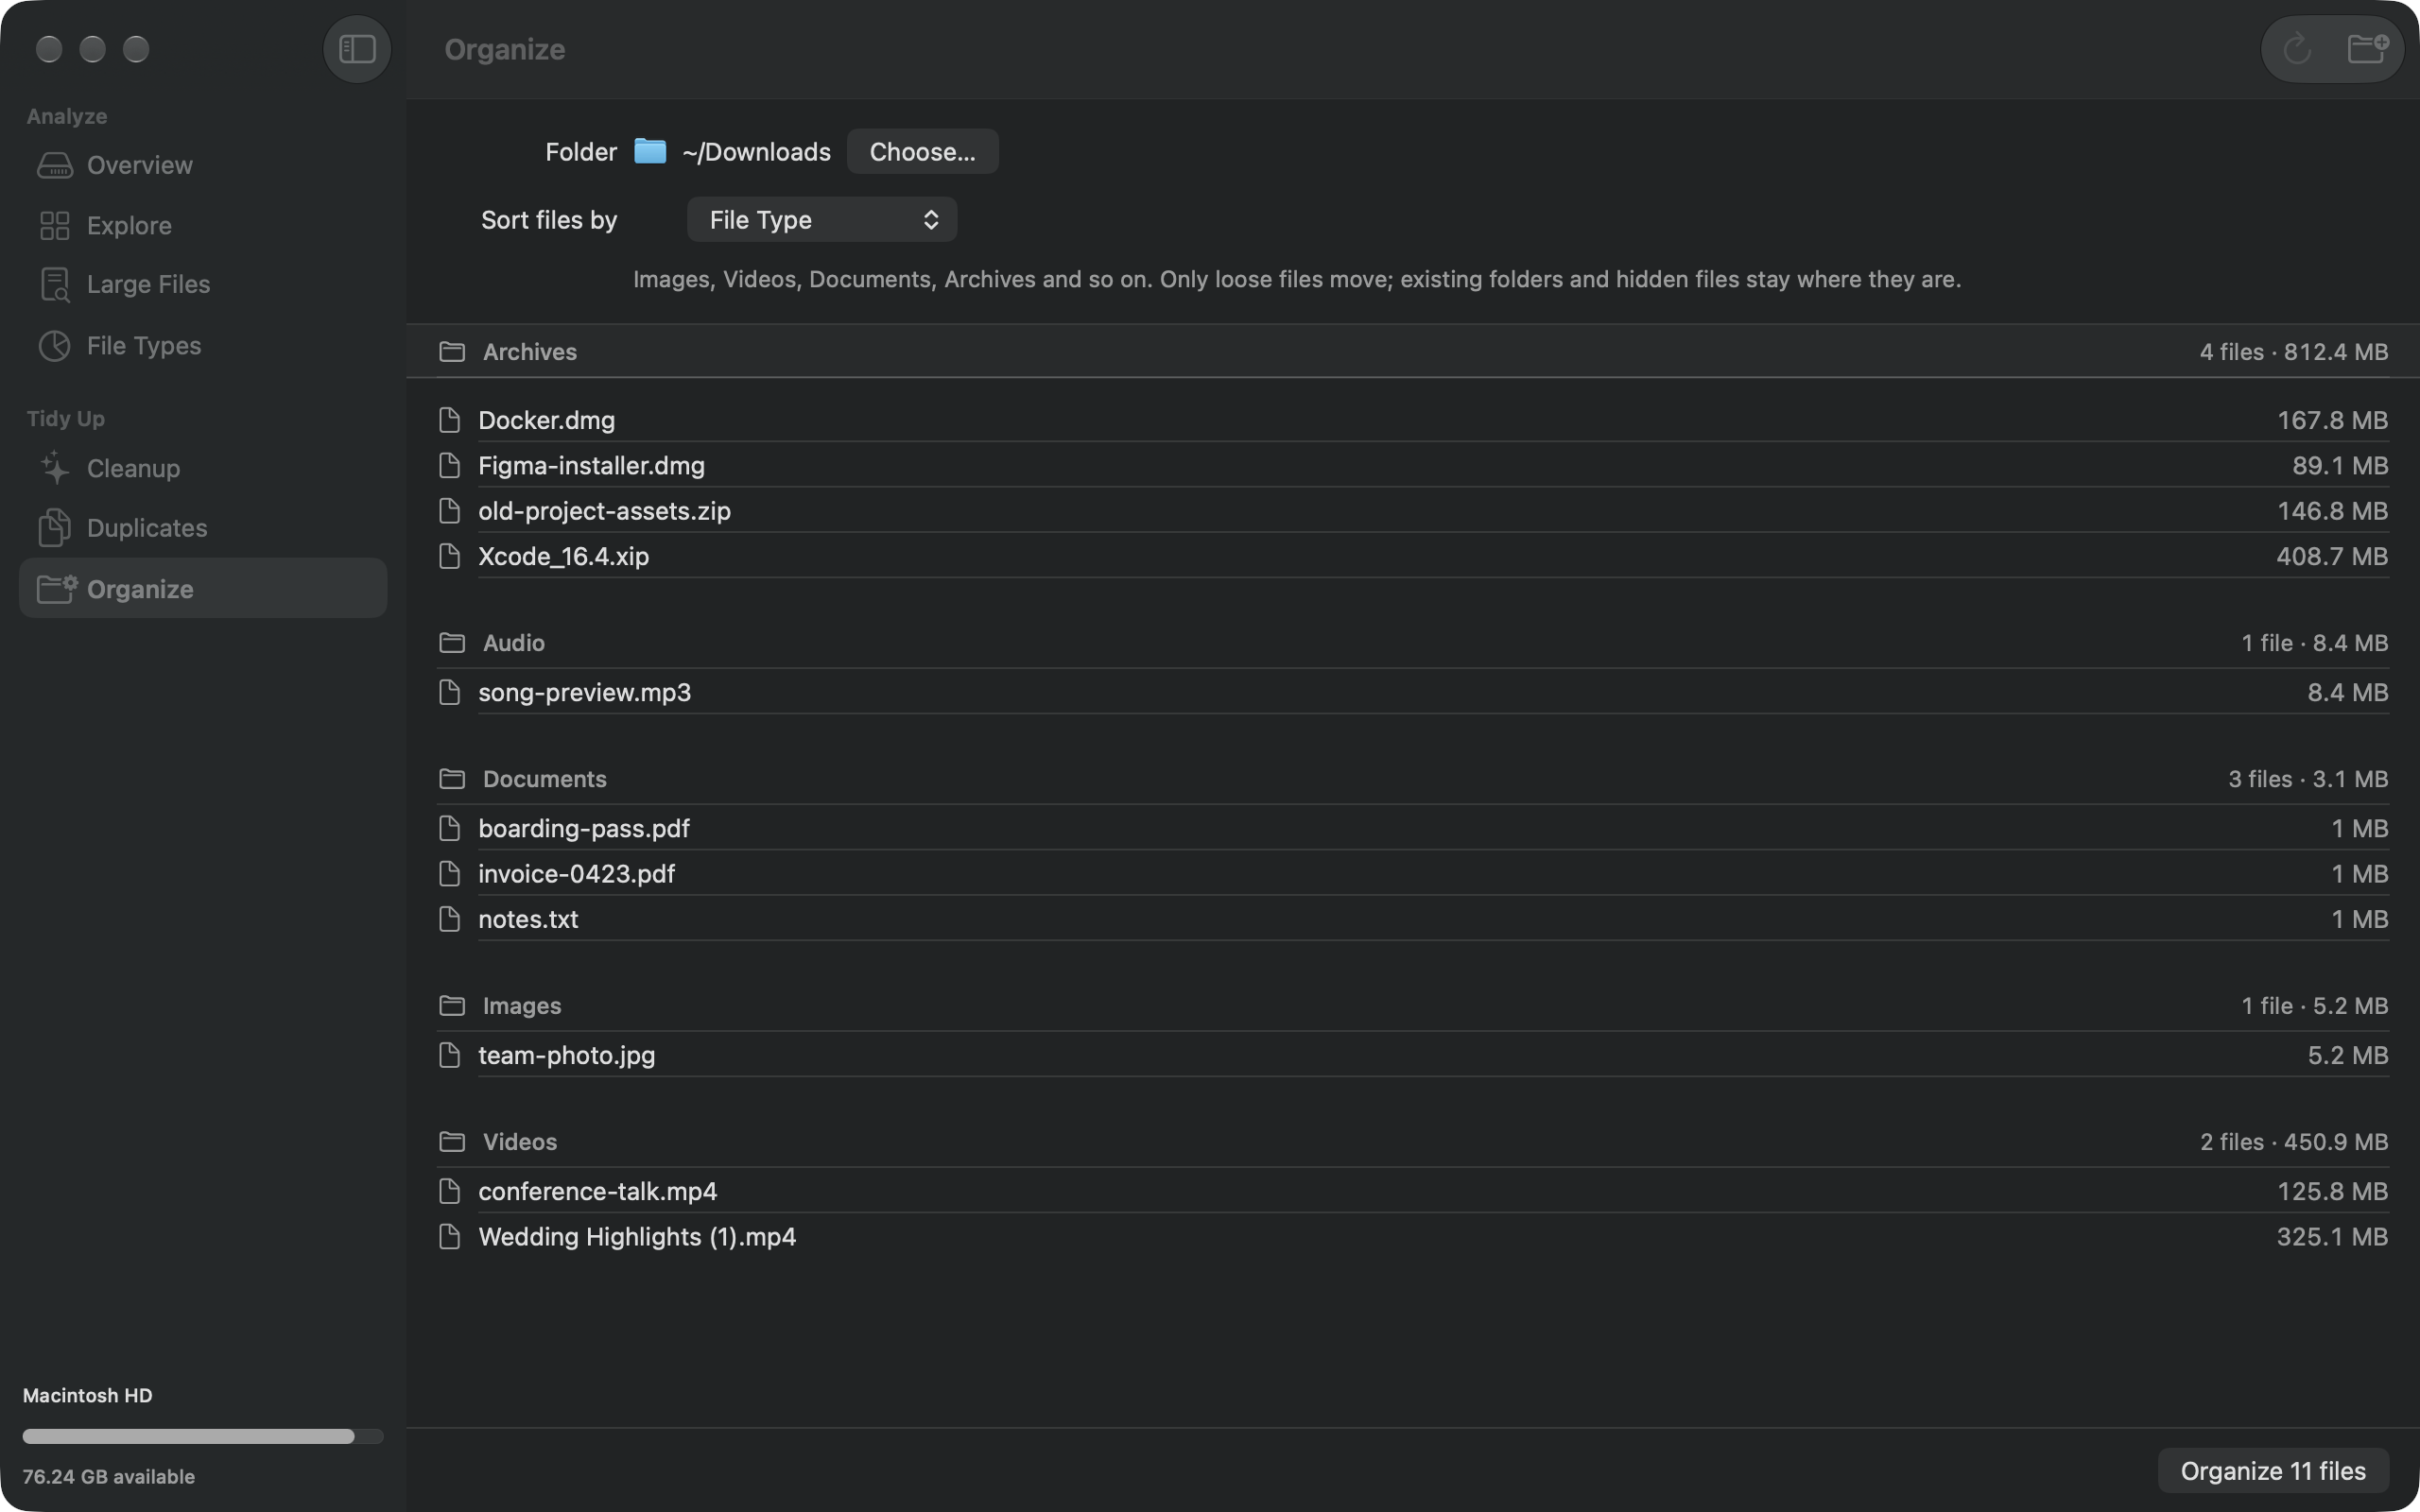 Organize
Analyze
Overview
Explore
Large Files
File Types
Tidy Up
Cleanup
Duplicates
Organize
Macintosh HD
76.24 GB available
Folder ~/Downloads Choose...
Sort files by File Type
Images, Videos, Documents, Archives and so on. Only loose files move; existing folders and hidden files stay where they are.
Archives 4 files · 812.4 MB
Docker.dmg 167.8 MB
Figma-installer.dmg 89.1 MB
old-project-assets.zip 146.8 MB
Xcode_16.4.xip 408.7 MB
Audio 1 file · 8.4 MB
song-preview.mp3 8.4 MB
Documents 3 files · 3.1 MB
boarding-pass.pdf 1 MB
invoice-0423.pdf 1 MB
notes.txt 1 MB
Images 1 file · 5.2 MB
team-photo.jpg 5.2 MB
Videos 2 files · 450.9 MB
conference-talk.mp4 125.8 MB
Wedding Highlights (1).mp4 325.1 MB
Organize 11 files